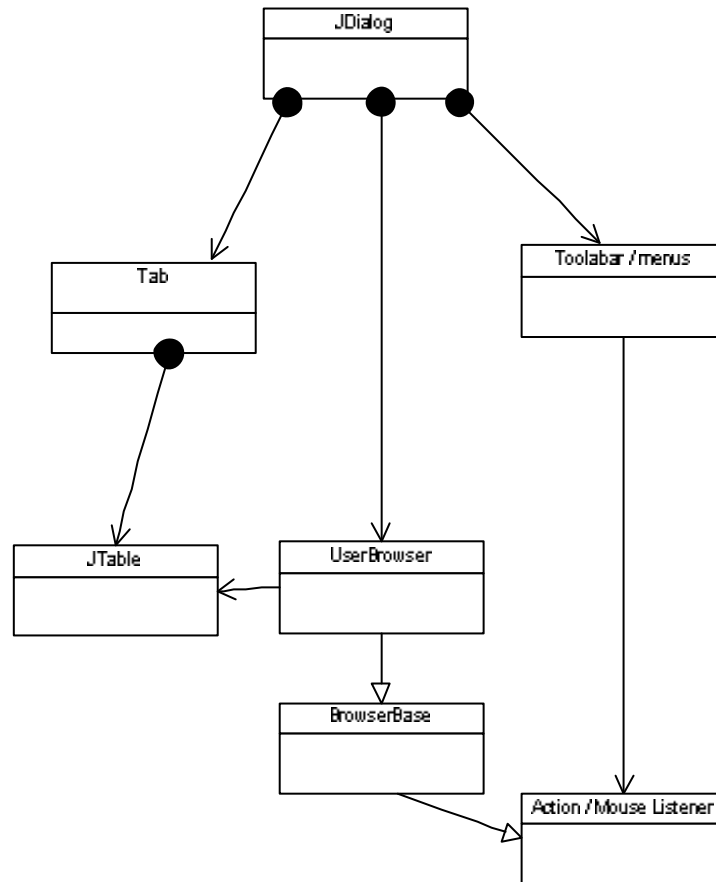 JDialog
Tab
Toolabar / menus
JTable
UserBrowser
BrowserBase
Action / Mouse Listener